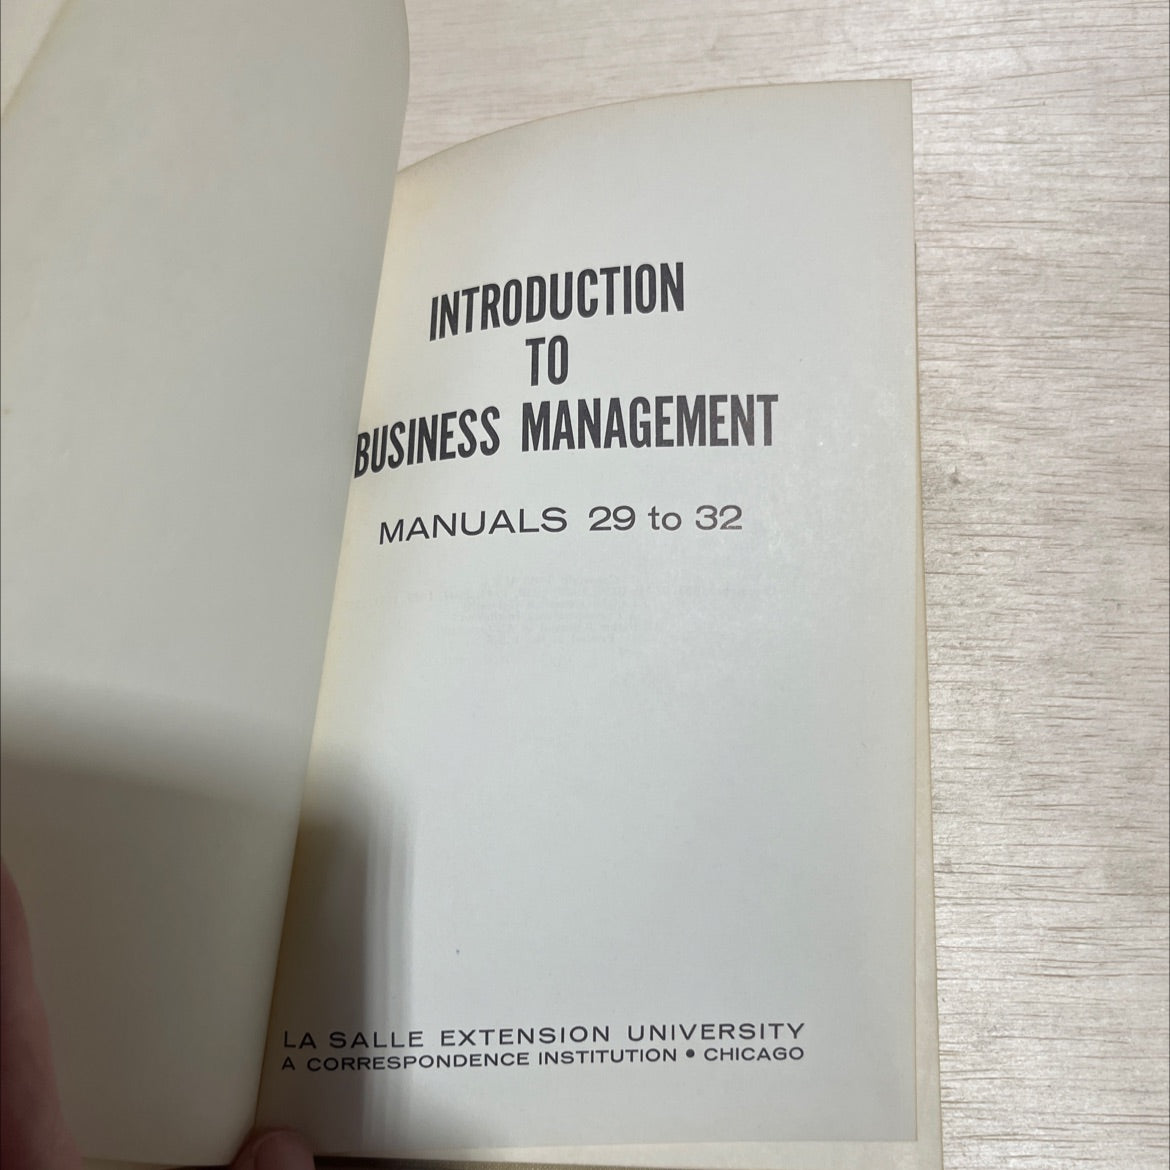 INTRODUCTION
TO
BUSINESS MANAGEMENT
MANUALS 29 to 32
LA SALLE EXTENSION UNIVERSITY
A CORRESPONDENCE INSTITUTION • CHICAGO